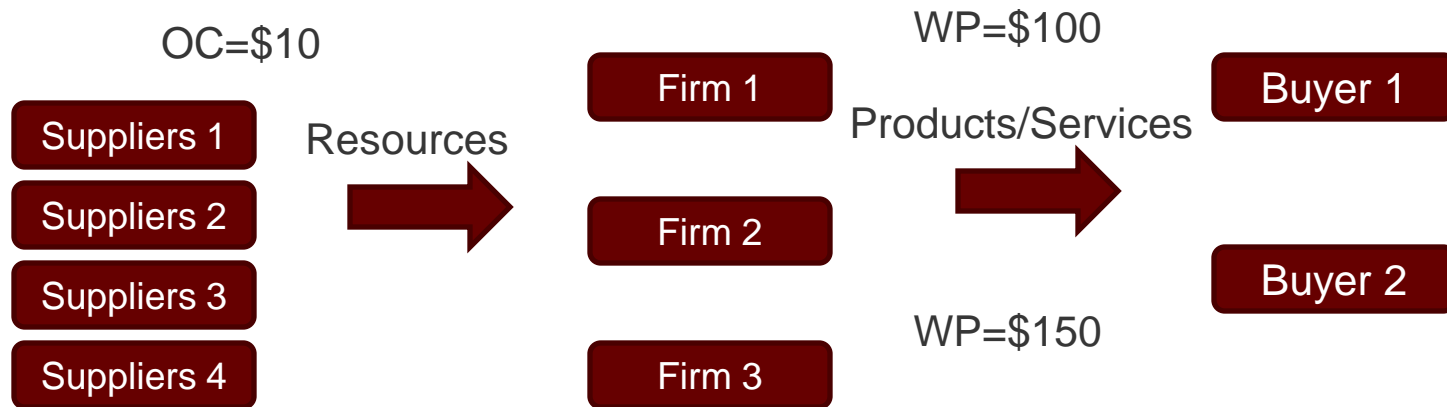 OC=$10
Suppliers 1
Suppliers 2
Suppliers 3
Suppliers 4
Resources
Firm 1
Firm 2
Firm 3
WP=$100
Products/Services
WP=$150
Buyer 1
Buyer 2